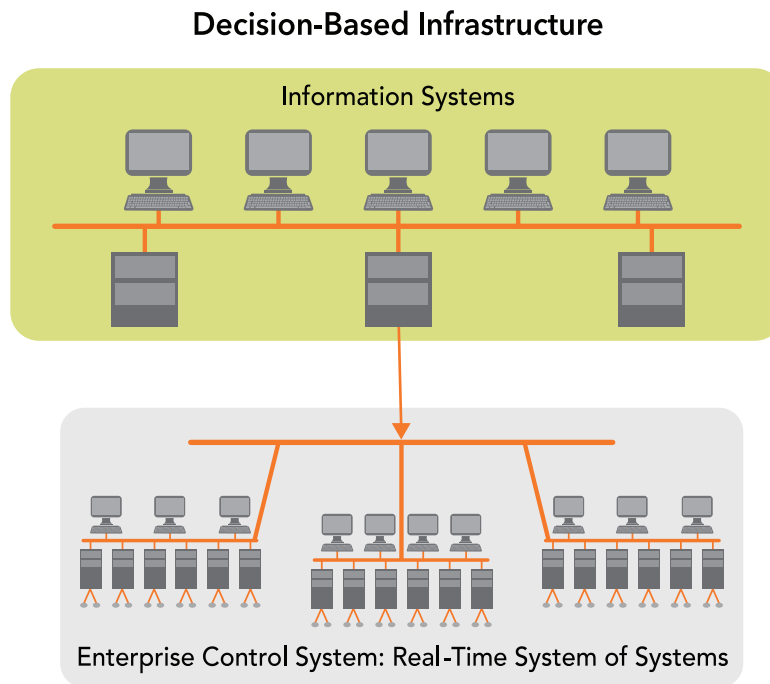 Decision-Based Infrastructure
Information Systems
Enterprise Control System: Real-Time System of Systems